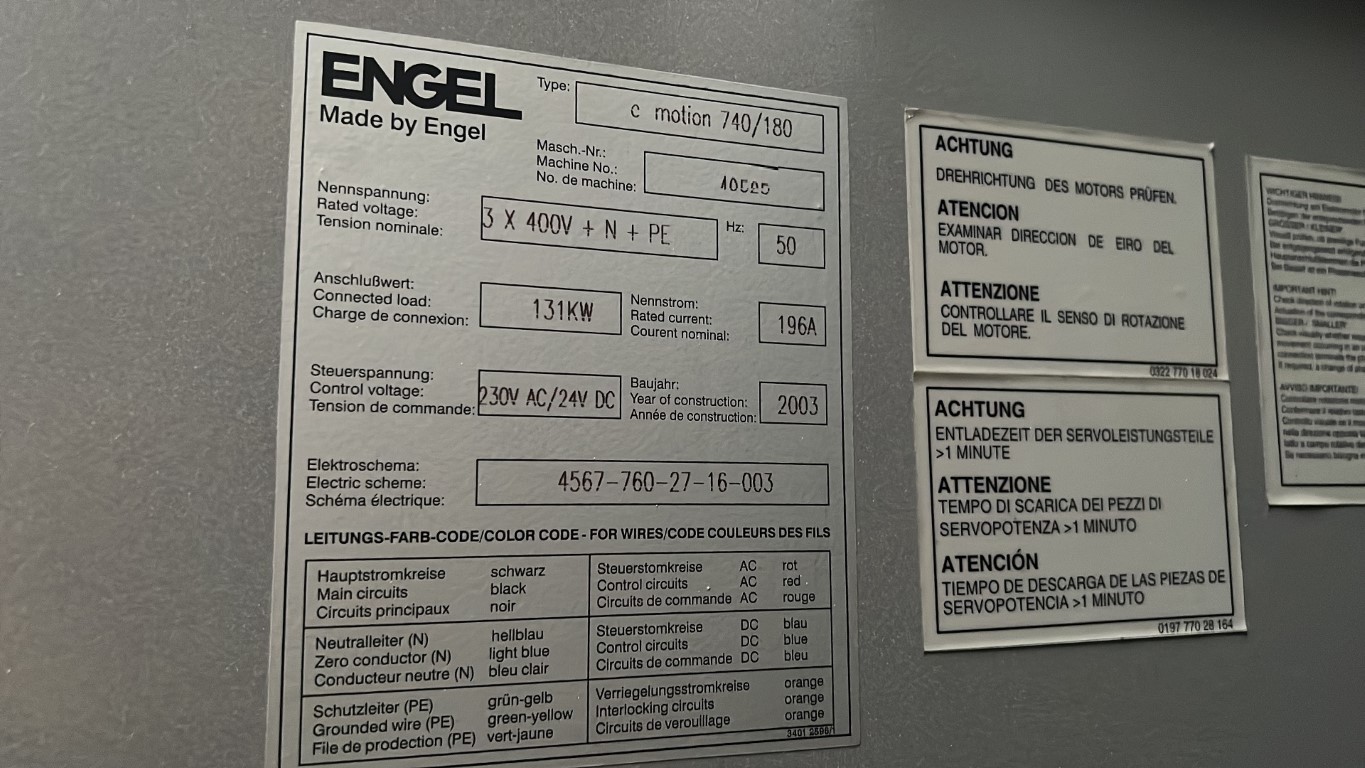 ENGEL
Made by Engel
Type: e motion 740/180
Masch.-Nr.:
Machine No.:
No. de machine:
Nennspannung:
Rated voltage:
Tension nominale:
3 X 400V + N + PE
Hz: 50
Anschlußwert:
Connected load:
Charge de connexion:
131KW
Nennstrom:
Rated current:
Courent nominal:
196A
Steuerspannung:
Control voltage:
Tension de commande:
230V AC/24V DC
Baujahr:
Year of construction:
Année de construction:
2003
Elektroschema:
Electric scheme:
Schéma électrique:
4567-760-27-16-003
LEITUNGS-FARB-CODE/COLOR CODE - FOR WIRES/CODE COULEURS DES FILS
Hauptstromkreise schwarz
Main circuits black
Circuits principaux noir
Steuerstomkreise AC rot
Control circuits AC red
Circuits de commande AC rouge
Neutralleiter (N) hellblau
Zero conductor (N) light blue
Conducteur neutre (N) bleu clair
Steuerstomkreise DC blau
Control circuits DC blue
Circuits de commande DC bleu
Schutzleiter (PE) grün-gelb
Grounded wire (PE) green-yellow
File de production (PE) vert-jaune
Verriegelungsstromkreise orange
Interlocking circuits orange
Circuits de verouillage orange
ACHTUNG
DREHRICHTUNG DES MOTORS PRÜFEN.
ATENCION
EXAMINAR DIRECCION DE EIRO DEL
MOTOR.
ATTENZIONE
CONTROLLARE IL SENSO DI ROTAZIONE
DEL MOTORE.
0322 770 18 024
ACHTUNG
ENTLADEZEIT DER SERVOLEISTUNGSTEILE
>1 MINUTE
ATTENZIONE
TEMPO DI SCARICA DEI PEZZI DI
SERVOPOTENZA >1 MINUTO
ATENCIÓN
TIEMPO DE DESCARGA DE LAS PIEZAS DE
SERVOPOTENCIA >1 MINUTO
0197 770 28 164
WICHTIGER HINWEIS
IMPORTANT HINT!
AVVISO IMPORTANTE!